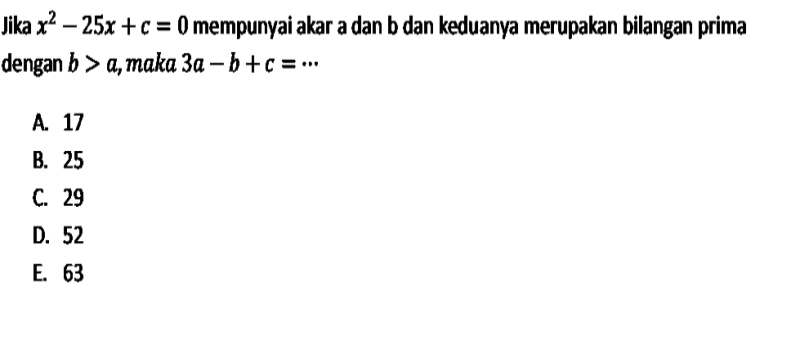 Jika x² – 25x + c = 0 mempunyai akar a dan b dan keduanya merupakan bilangan prima
dengan b > a, maka 3a – b + c = ...
A. 17
B. 25
C. 29
D. 52
E. 63